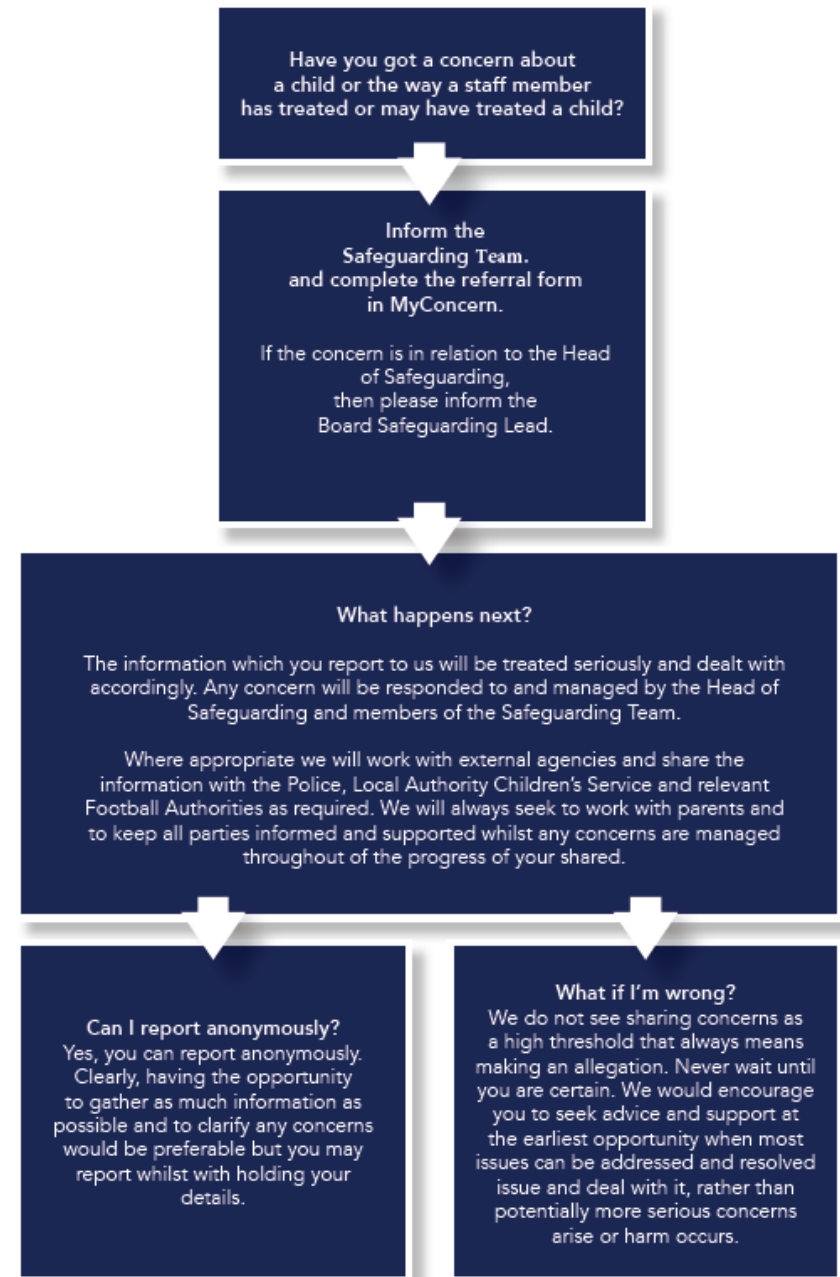 Have you got a concern about
a child or the way a staff member
has treated or may have treated a child?
Inform the
Safeguarding Team.
and complete the referral form
in MyConcern.
If the concern is in relation to the Head
of Safeguarding,
then please inform the
Board Safeguarding Lead.
What happens next?
The information which you report to us will be treated seriously and dealt with
accordingly. Any concern will be responded to and managed by the Head of
Safeguarding and members of the Safeguarding Team.
Where appropriate we will work with external agencies and share the
information with the Police, Local Authority Children's Service and relevant
Football Authorities as required. We will always seek to work with parents and
to keep all parties informed and supported whilst any concerns are managed
throughout of the progress of your shared.
Can I report anonymously?
Yes, you can report anonymously.
Clearly, having the opportunity
to gather as much information as
possible and to clarify any concerns
would be preferable but you may
report whilst with holding your
details.
What if I'm wrong?
We do not see sharing concerns as
a high threshold that always means
making an allegation. Never wait until
you are certain. We would encourage
you to seek advice and support at
the earliest opportunity when most
issues can be addressed and resolved
issue and deal with it, rather than
potentially more serious concerns
arise or harm occurs.